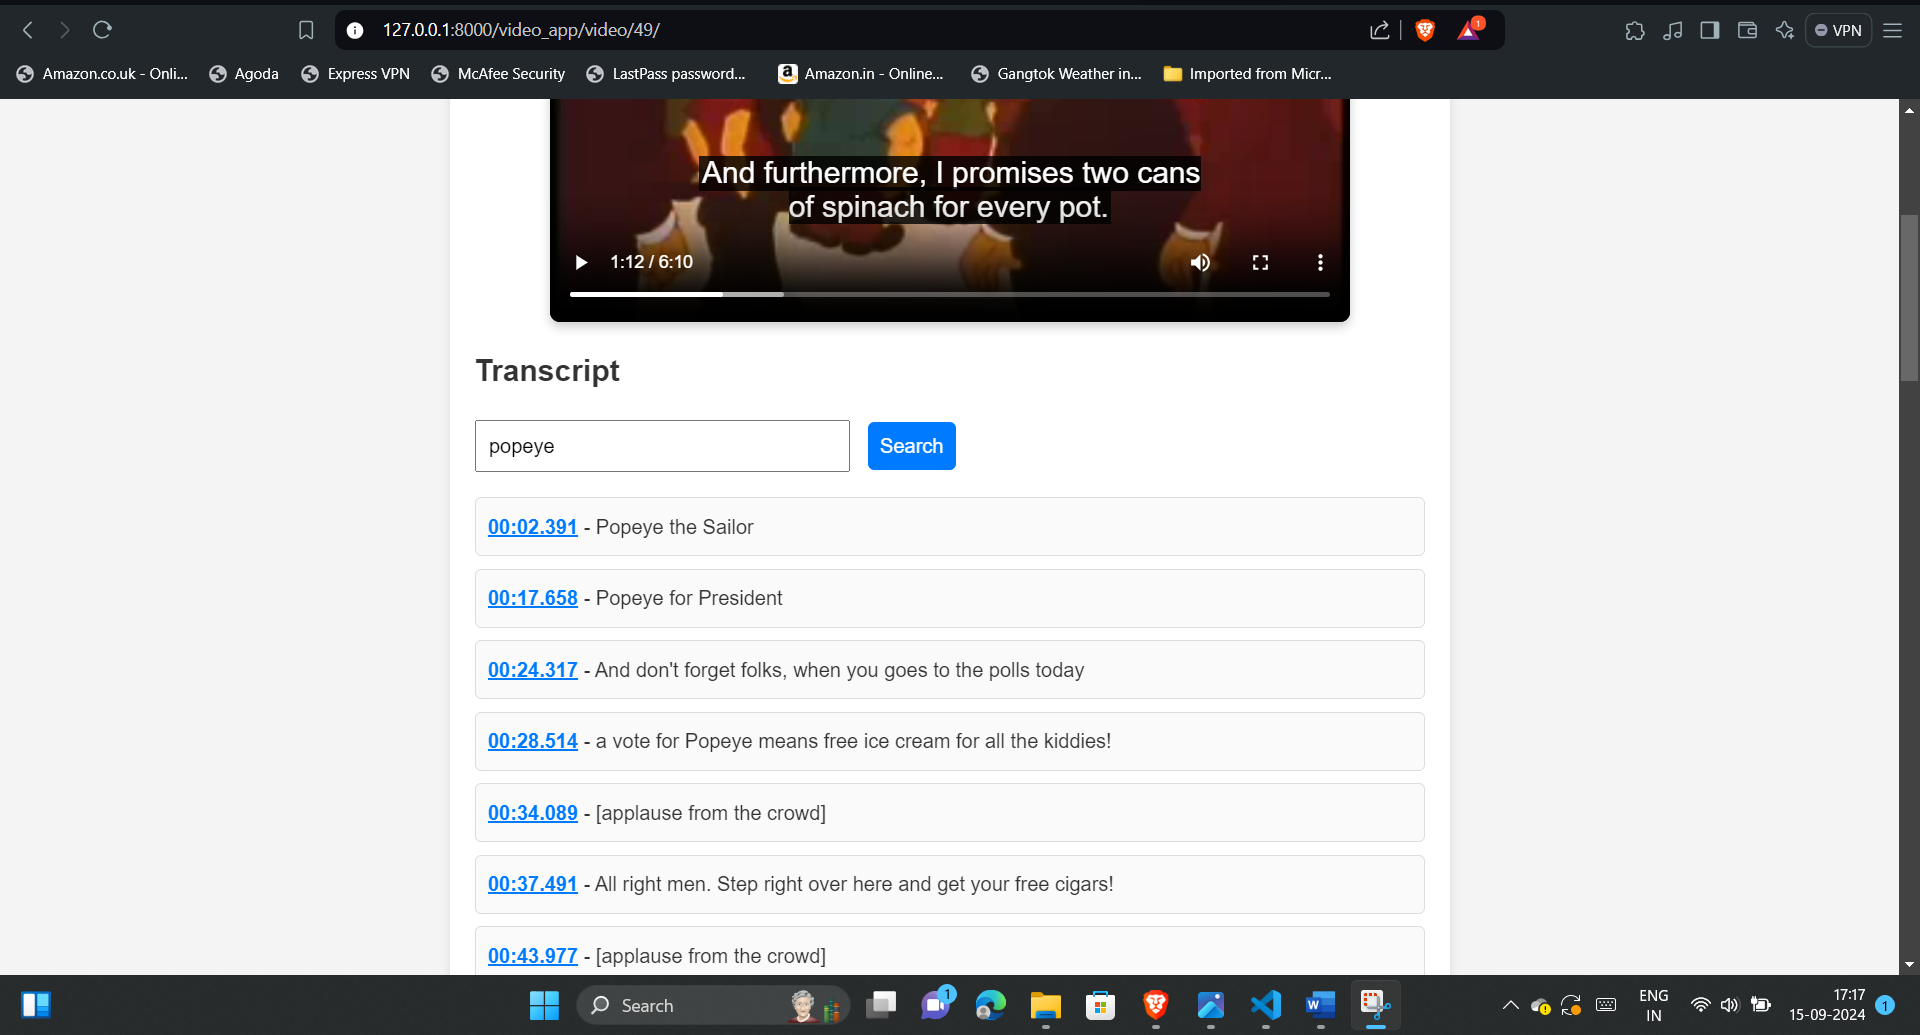 127.0.0.1:8000/video_app/video/49/
1
VPN
Amazon.co.uk - Onli...
Agoda
Express VPN
McAfee Security
LastPass password...
Amazon.in - Online...
Gangtok Weather in...
Imported from Micr...
And furthermore, I promises two cans
of spinach for every pot.
1:12 / 6:10
Transcript
popeye
Search
00:02.391 - Popeye the Sailor
00:17.658 - Popeye for President
00:24.317 - And don't forget folks, when you goes to the polls today
00:28.514 - a vote for Popeye means free ice cream for all the kiddies!
00:34.089 - [applause from the crowd]
00:37.491 - All right men. Step right over here and get your free cigars!
00:43.977 - [applause from the crowd]
Search
1
ENG
IN
17:17
15-09-2024
1